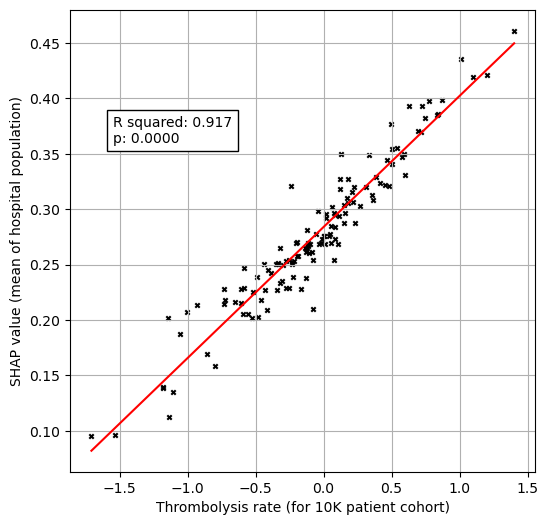 0.45
0.40
0.35
0.30
0.25
0.20
0.15
0.10
SHAP value (mean of hospital population)
R squared: 0.917
p: 0.0000
−1.5 −1.0 −0.5 0.0 0.5 1.0 1.5
Thrombolysis rate (for 10K patient cohort)